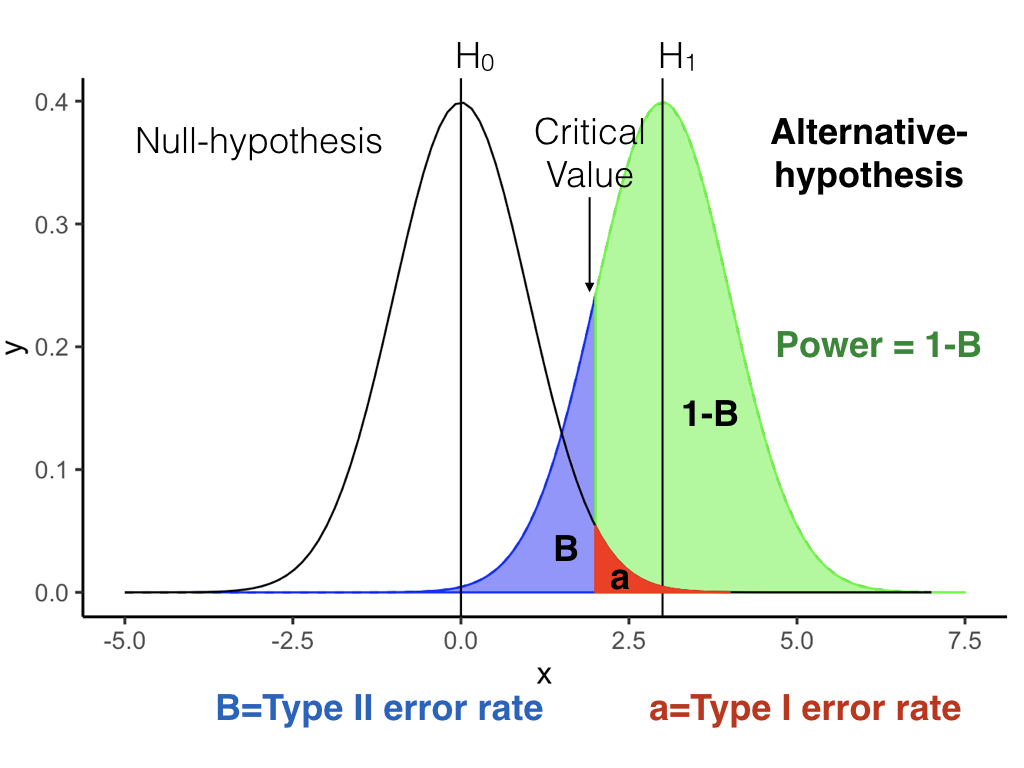 H₀
H₁
0.4
Null-hypothesis
Critical
Value
Alternative-
hypothesis
0.3
0.2
y
Power = 1-B
1-B
0.1
B
a
0.0
-5.0
-2.5
0.0
2.5
5.0
7.5
x
B=Type II error rate
a=Type I error rate